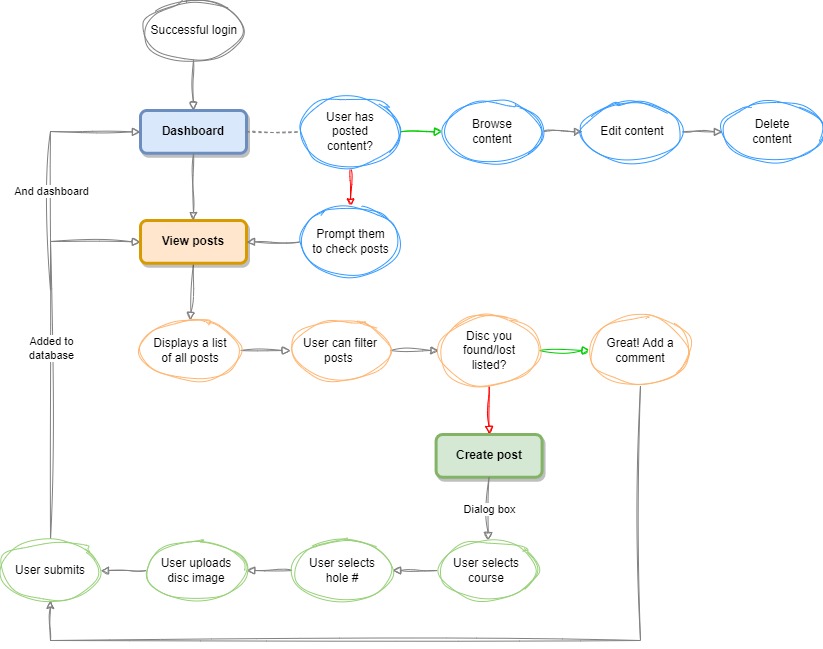 Successful login
Dashboard
User has
posted
content?
Browse
content
Edit content
Delete
content
And dashboard
View posts
Prompt them
to check posts
Added to
database
Displays a list
of all posts
User can filter
posts
Disc you
found/lost
listed?
Great! Add a
comment
Create post
Dialog box
User submits
User uploads
disc image
User selects
hole #
User selects
course